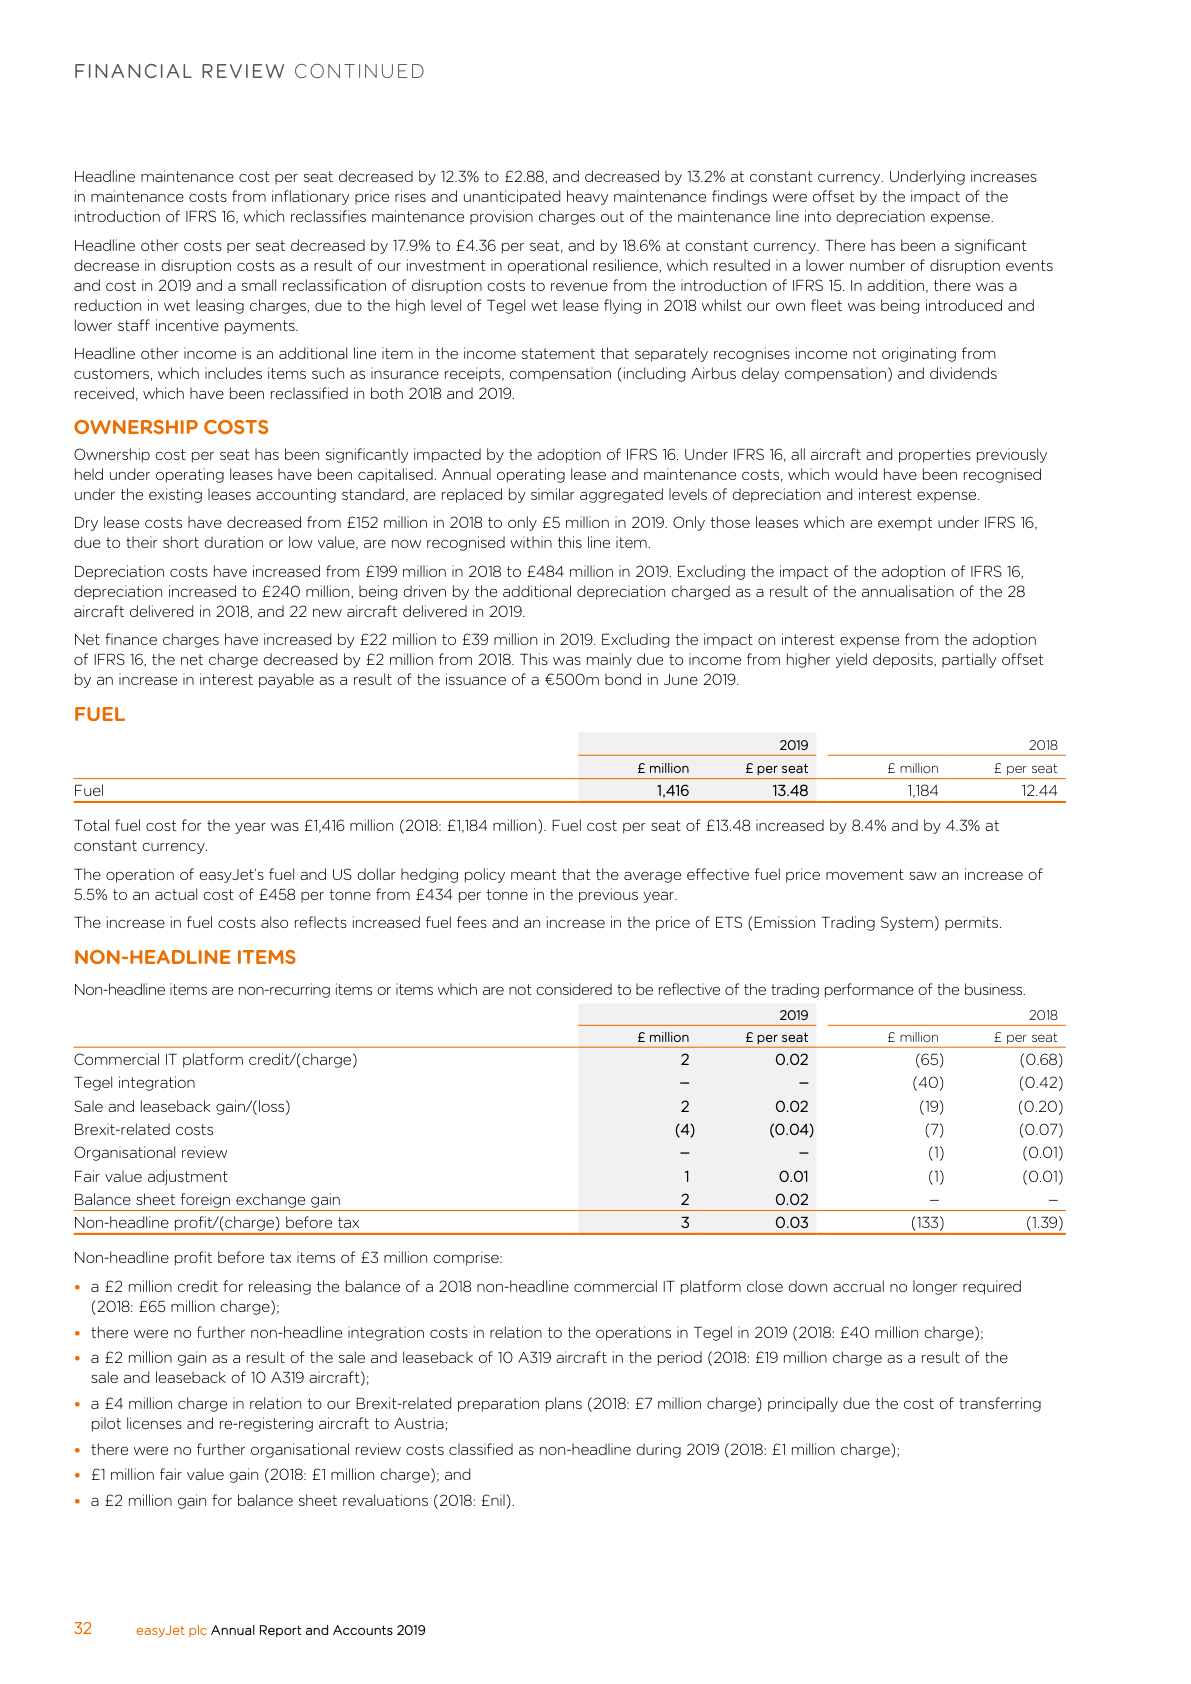 FINANCIAL REVIEW CONTINUED
Headline maintenance cost per seat decreased by 12.3% to £2.88, and decreased by 13.2% at constant currency. Underlying increases
in maintenance costs from inflationary price rises and unanticipated heavy maintenance findings were offset by the impact of the
introduction of IFRS 16, which reclassifies maintenance provision charges out of the maintenance line into depreciation expense.
Headline other costs per seat decreased by 17.9% to £4.36 per seat, and by 18.6% at constant currency. There has been a significant
decrease in disruption costs as a result of our investment in operational resilience, which resulted in a lower number of disruption events
and cost in 2019 and a small reclassification of disruption costs to revenue from the introduction of IFRS 15. In addition, there was a
reduction in wet leasing charges, due to the high level of Tegel wet lease flying in 2018 whilst our own fleet was being introduced and
lower staff incentive payments.
Headline other income is an additional line item in the income statement that separately recognises income not originating from
customers, which includes items such as insurance receipts, compensation (including Airbus delay compensation) and dividends
received, which have been reclassified in both 2018 and 2019.
OWNERSHIP COSTS
Ownership cost per seat has been significantly impacted by the adoption of IFRS 16. Under IFRS 16, all aircraft and properties previously
held under operating leases have been capitalised. Annual operating lease and maintenance costs, which would have been recognised
under the existing leases accounting standard, are replaced by similar aggregated levels of depreciation and interest expense.
Dry lease costs have decreased from £152 million in 2018 to only £5 million in 2019. Only those leases which are exempt under IFRS 16,
due to their short duration or low value, are now recognised within this line item.
Depreciation costs have increased from £199 million in 2018 to £484 million in 2019. Excluding the impact of the adoption of IFRS 16,
depreciation increased to £240 million, being driven by the additional depreciation charged as a result of the annualisation of the 28
aircraft delivered in 2018, and 22 new aircraft delivered in 2019.
Net finance charges have increased by £22 million to £39 million in 2019. Excluding the impact on interest expense from the adoption
of IFRS 16, the net charge decreased by £2 million from 2018. This was mainly due to income from higher yield deposits, partially offset
by an increase in interest payable as a result of the issuance of a €500m bond in June 2019.
FUEL
2019 2018
£ million £ per seat £ million £ per seat
Fuel 1,416 13.48 1,184 12.44
Total fuel cost for the year was £1,416 million (2018: £1,184 million). Fuel cost per seat of £13.48 increased by 8.4% and by 4.3% at
constant currency.
The operation of easyJet's fuel and US dollar hedging policy meant that the average effective fuel price movement saw an increase of
5.5% to an actual cost of £458 per tonne from £434 per tonne in the previous year.
The increase in fuel costs also reflects increased fuel fees and an increase in the price of ETS (Emission Trading System) permits.
NON-HEADLINE ITEMS
Non-headline items are non-recurring items or items which are not considered to be reflective of the trading performance of the business.
2019 2018
£ million £ per seat £ million £ per seat
Commercial IT platform credit/(charge) 2 0.02 (65) (0.68)
Tegel integration – – (40) (0.42)
Sale and leaseback gain/(loss) 2 0.02 (19) (0.20)
Brexit-related costs (4) (0.04) (7) (0.07)
Organisational review – – (1) (0.01)
Fair value adjustment 1 0.01 (1) (0.01)
Balance sheet foreign exchange gain 2 0.02 – –
Non-headline profit/(charge) before tax 3 0.03 (133) (1.39)
Non-headline profit before tax items of £3 million comprise:
• a £2 million credit for releasing the balance of a 2018 non-headline commercial IT platform close down accrual no longer required
(2018: £65 million charge);
• there were no further non-headline integration costs in relation to the operations in Tegel in 2019 (2018: £40 million charge);
• a £2 million gain as a result of the sale and leaseback of 10 A319 aircraft in the period (2018: £19 million charge as a result of the
sale and leaseback of 10 A319 aircraft);
• a £4 million charge in relation to our Brexit-related preparation plans (2018: £7 million charge) principally due the cost of transferring
pilot licenses and re-registering aircraft to Austria;
• there were no further organisational review costs classified as non-headline during 2019 (2018: £1 million charge);
• £1 million fair value gain (2018: £1 million charge); and
• a £2 million gain for balance sheet revaluations (2018: £nil).
32 easyJet plc Annual Report and Accounts 2019